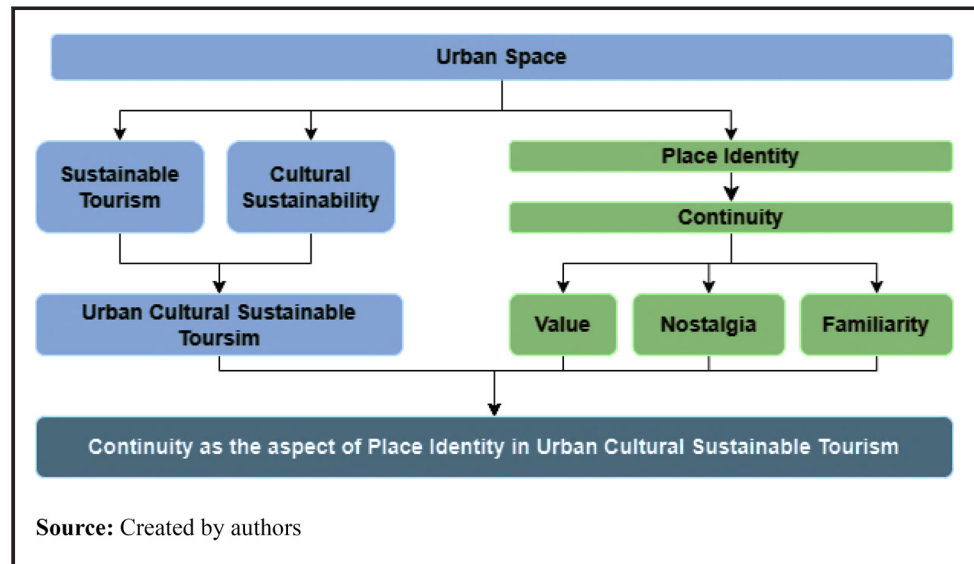 Urban Space
Sustainable
Tourism
Cultural
Sustainability
Place Identity
Continuity
Urban Cultural Sustainable
Toursim
Value
Nostalgia
Familiarity
Continuity as the aspect of Place Identity in Urban Cultural Sustainable Tourism
Source: Created by authors